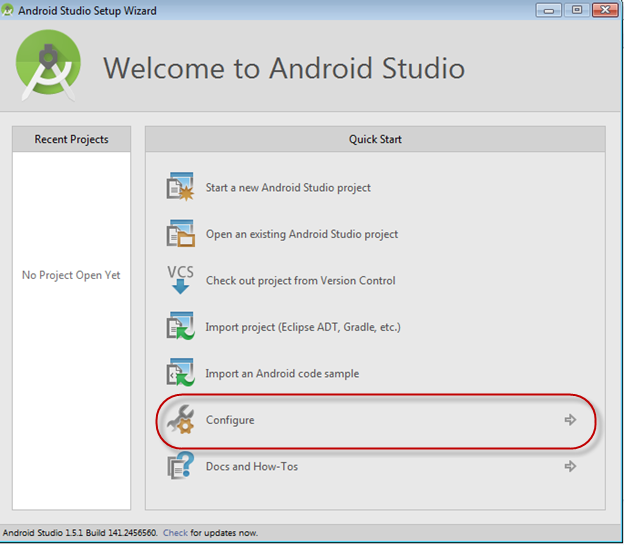 Android Studio Setup Wizard
Welcome to Android Studio
Recent Projects
No Project Open Yet
Quick Start
Start a new Android Studio project
Open an existing Android Studio project
VCS
Check out project from Version Control
Import project (Eclipse ADT, Gradle, etc.)
Import an Android code sample
Configure
Docs and How-Tos
Android Studio 1.5.1 Build 141.2456560. Check for updates now.